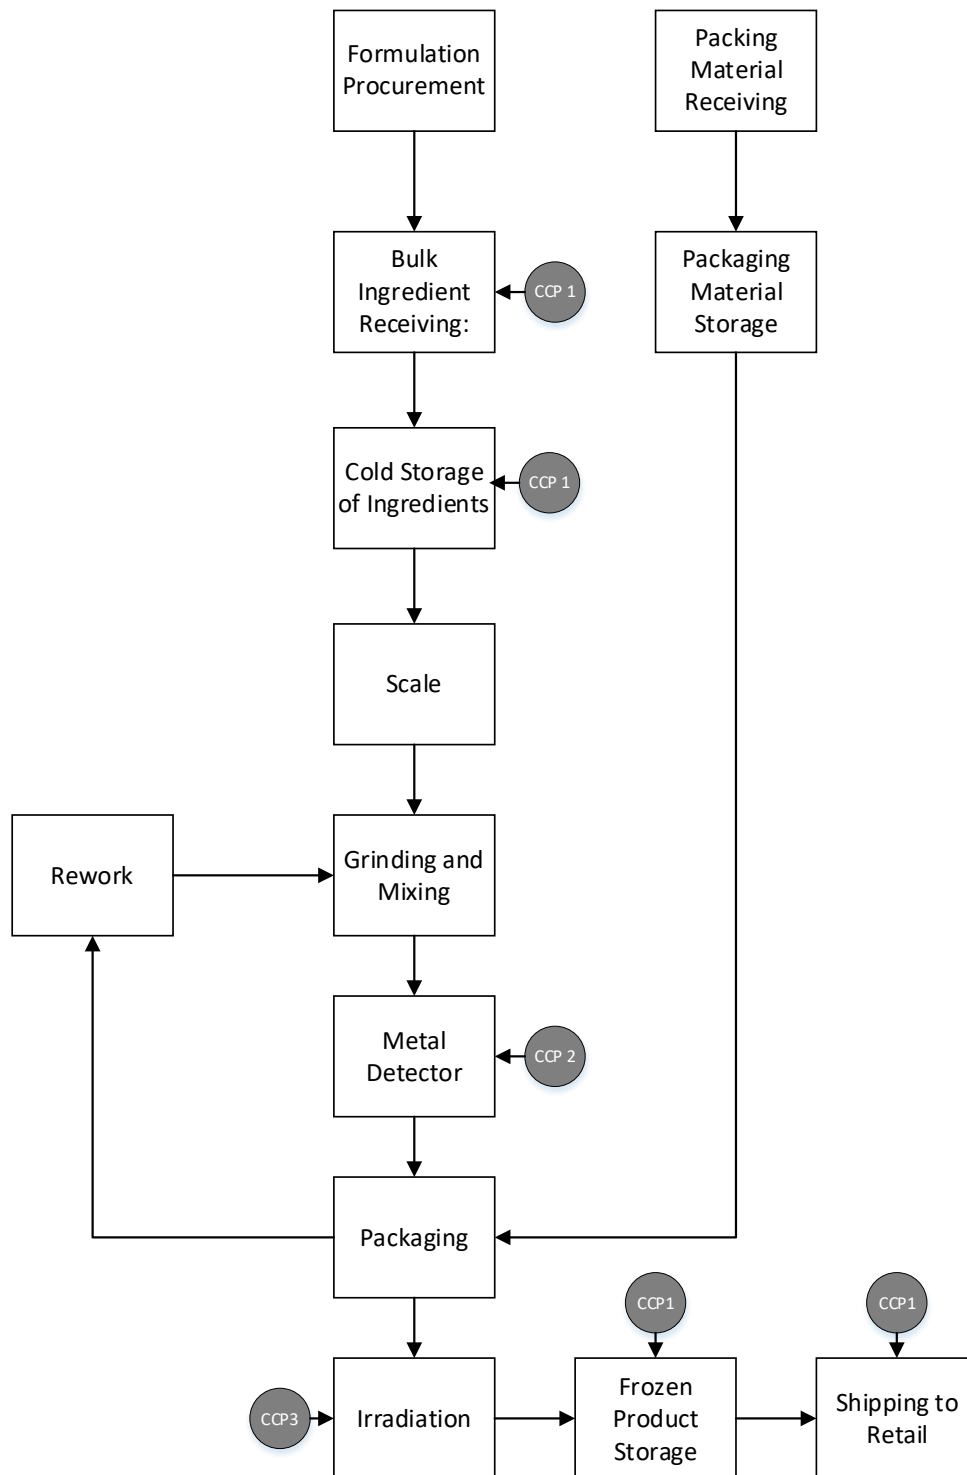 Formulation
Procurement
Packing
Material
Receiving
Bulk
Ingredient
Receiving:
CCP 1
Packaging
Material
Storage
Cold Storage
of Ingredients
CCP 1
Scale
Rework
Grinding and
Mixing
Metal
Detector
CCP 2
Packaging
CCP1
CCP1
CCP3
Irradiation
Frozen
Product
Storage
Shipping to
Retail